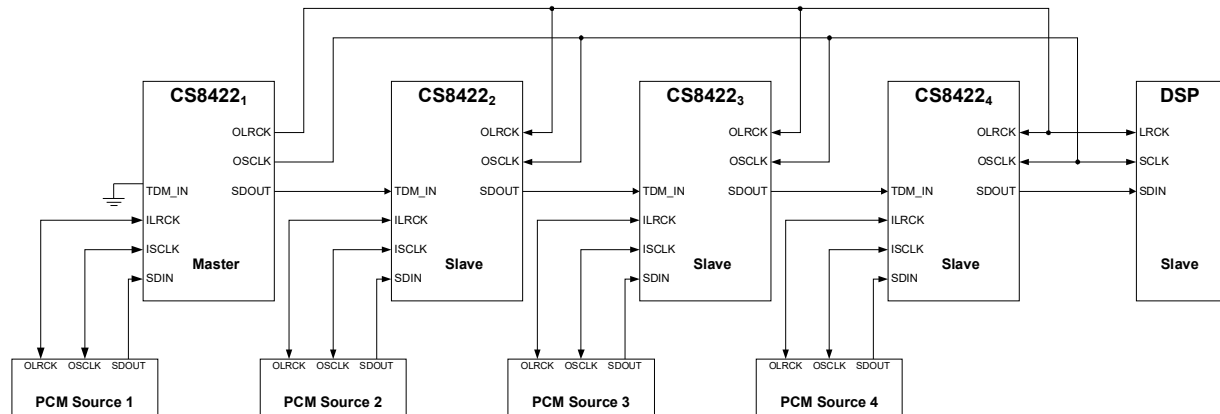 CS8422₁ CS8422₂ CS8422₃ CS8422₄ DSP
OLRCK OLRCK OLRCK OLRCK LRCK
OSCLK OSCLK OSCLK OSCLK SCLK
TDM_IN SDOUT TDM_IN SDOUT TDM_IN SDOUT TDM_IN SDOUT SDIN
ILRCK ILRCK ILRCK ILRCK
ISCLK ISCLK ISCLK ISCLK
Master Slave Slave Slave Slave
SDIN SDIN SDIN SDIN
OLRCK OSCLK SDOUT OLRCK OSCLK SDOUT OLRCK OSCLK SDOUT OLRCK OSCLK SDOUT
PCM Source 1 PCM Source 2 PCM Source 3 PCM Source 4